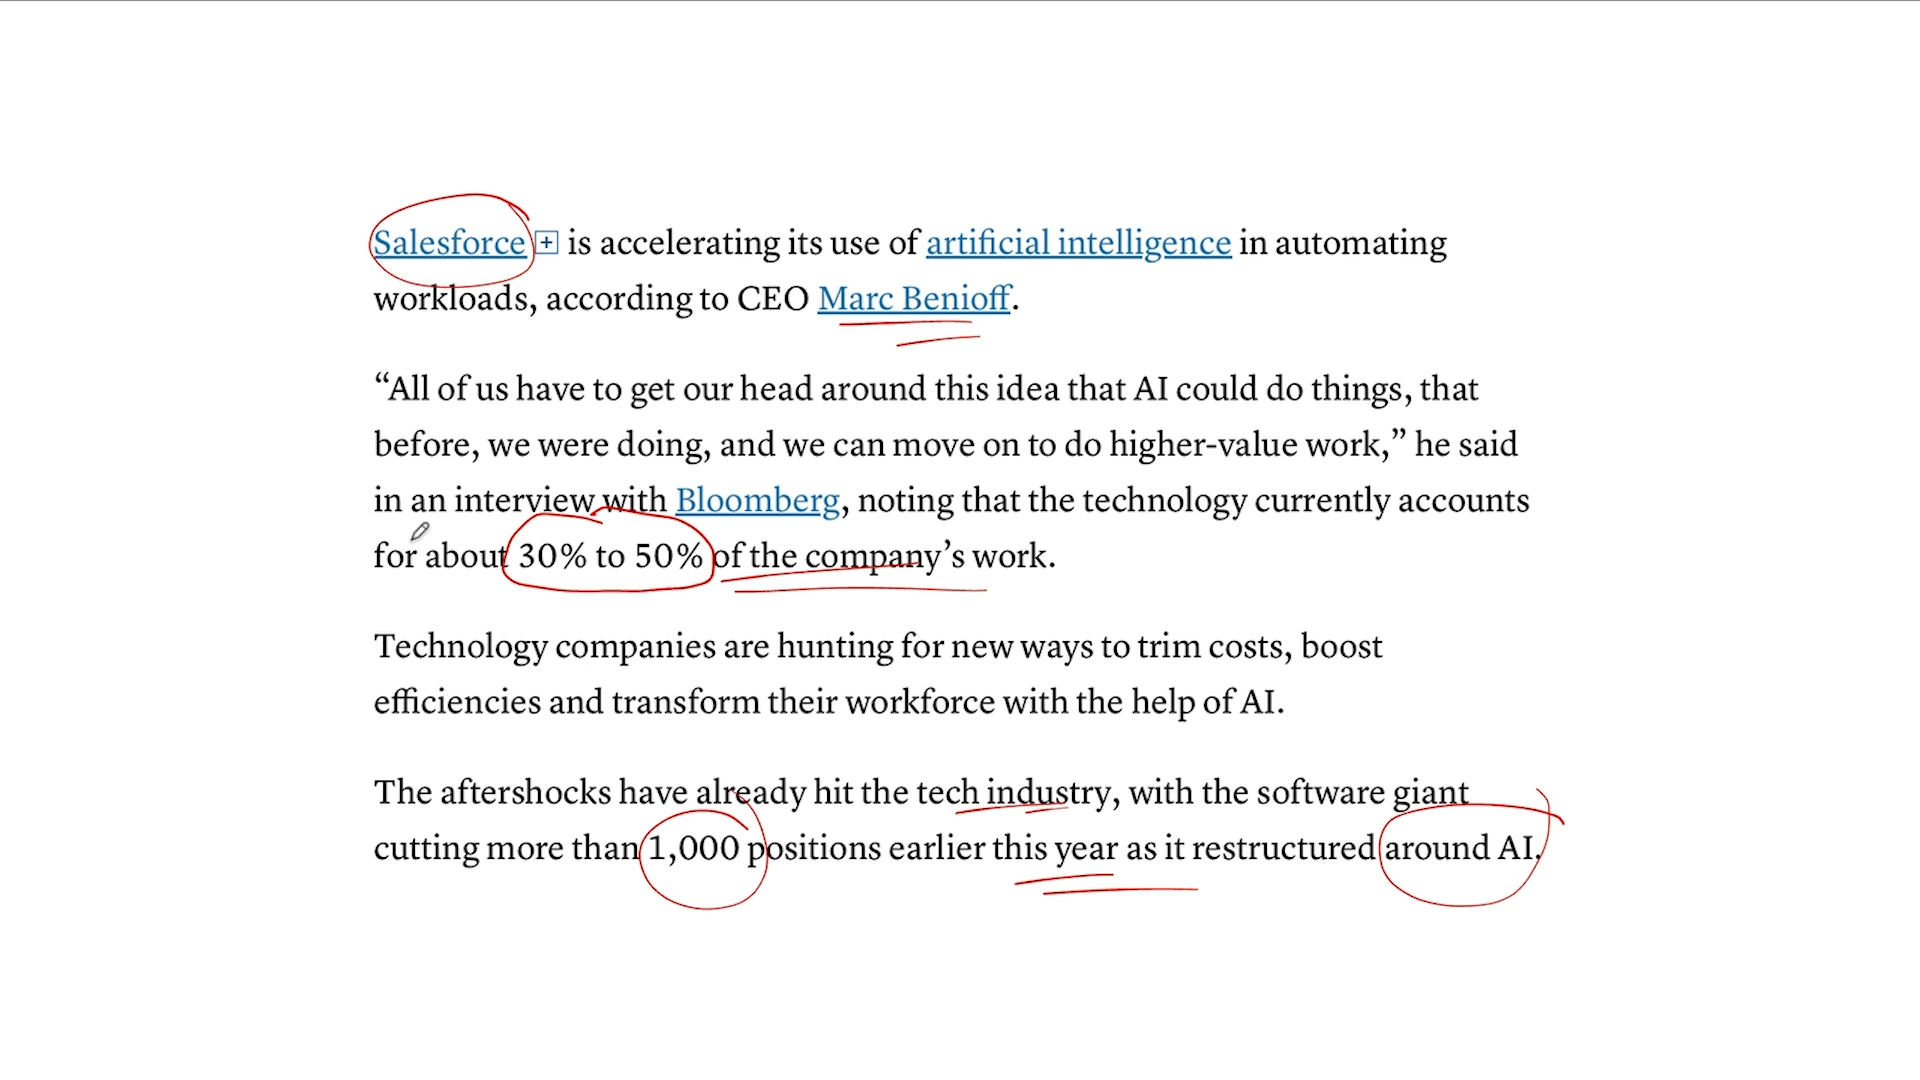 Salesforce + is accelerating its use of artificial intelligence in automating
workloads, according to CEO Marc Benioff.
“All of us have to get our head around this idea that AI could do things, that
before, we were doing, and we can move on to do higher-value work,” he said
in an interview with Bloomberg, noting that the technology currently accounts
for about 30% to 50% of the company’s work.
Technology companies are hunting for new ways to trim costs, boost
efficiencies and transform their workforce with the help of AI.
The aftershocks have already hit the tech industry, with the software giant
cutting more than 1,000 positions earlier this year as it restructured around AI.